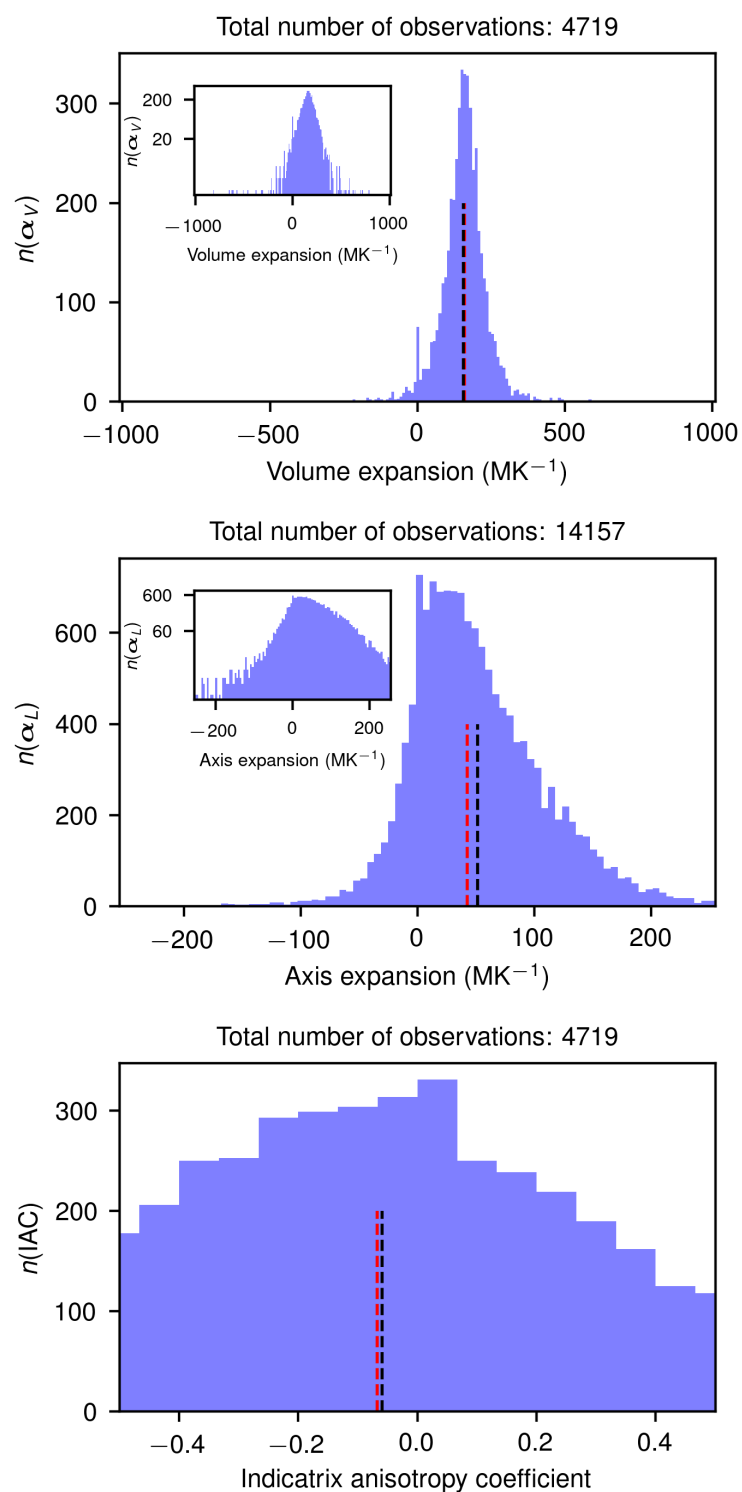 Total number of observations: 4719
300
200
100
0
n(α_V)
200
20
n(α_V)
−1000 0 1000
Volume expansion (MK⁻¹)
−1000 −500 0 500 1000
Volume expansion (MK⁻¹)
Total number of observations: 14157
600
400
200
0
n(α_L)
600
60
n(α_L)
−200 0 200
Axis expansion (MK⁻¹)
−200 −100 0 100 200
Axis expansion (MK⁻¹)
Total number of observations: 4719
300
200
100
0
n(IAC)
−0.4 −0.2 0.0 0.2 0.4
Indicatrix anisotropy coefficient